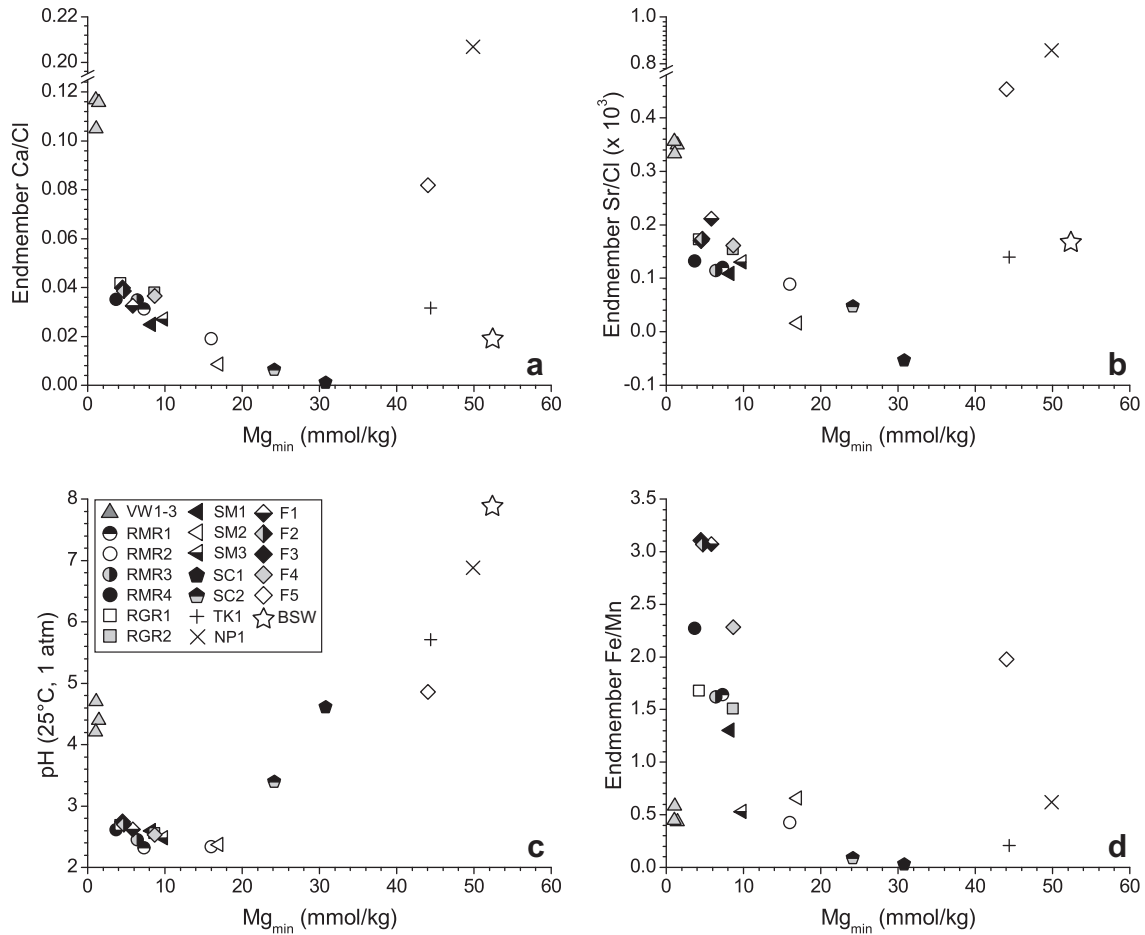 0.22
0.20
0.12
0.10
0.08
0.06
0.04
0.02
0.00
Endmember Ca/Cl
0 10 20 30 40 50 60
Mgmin (mmol/kg)
a
1.0
0.8
0.4
0.3
0.2
0.1
0.0
-0.1
Endmember Sr/Cl (x 10³)
0 10 20 30 40 50 60
Mgmin (mmol/kg)
b
8
7
6
5
4
3
2
pH (25°C, 1 atm)
VW1-3
RMR1
RMR2
RMR3
RMR4
RGR1
RGR2
SM1
SM2
SM3
SC1
SC2
TK1
NP1
F1
F2
F3
F4
F5
BSW
0 10 20 30 40 50 60
Mgmin (mmol/kg)
c
3.5
3.0
2.5
2.0
1.5
1.0
0.5
0.0
Endmember Fe/Mn
0 10 20 30 40 50 60
Mgmin (mmol/kg)
d